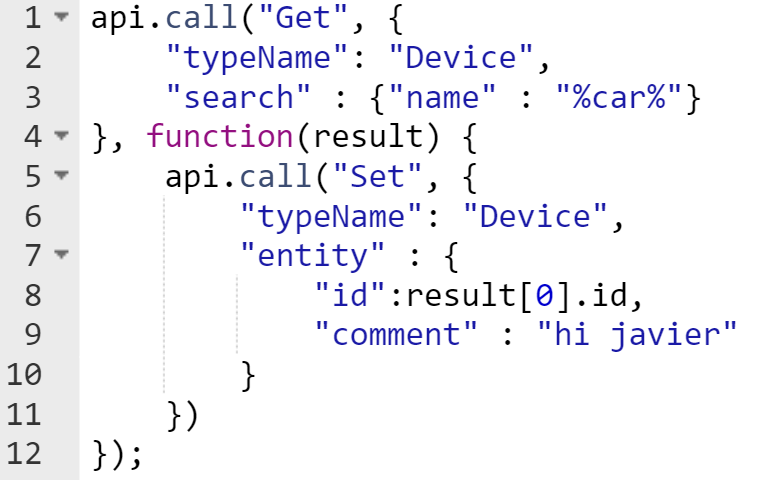 1 api.call("Get", {
2     "typeName": "Device",
3     "search" : {"name" : "%car%"}
4 }, function(result) {
5     api.call("Set", {
6         "typeName": "Device",
7         "entity" : {
8             "id":result[0].id,
9             "comment" : "hi javier"
10         }
11     })
12 });